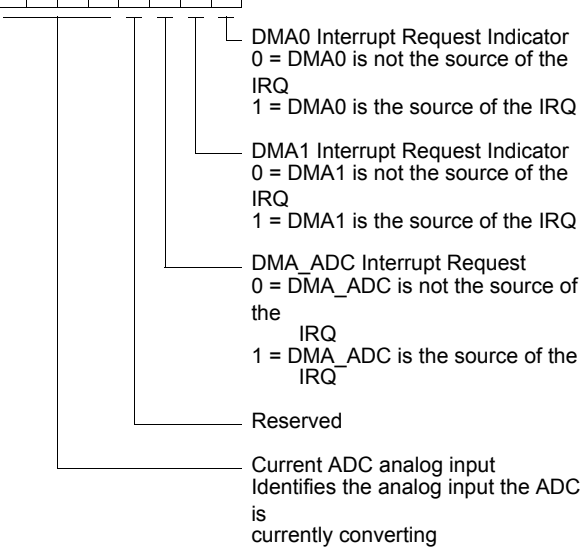 DMA0 Interrupt Request Indicator
0 = DMA0 is not the source of the
IRQ
1 = DMA0 is the source of the IRQ
DMA1 Interrupt Request Indicator
0 = DMA1 is not the source of the
IRQ
1 = DMA1 is the source of the IRQ
DMA_ADC Interrupt Request
0 = DMA_ADC is not the source of
the
IRQ
1 = DMA_ADC is the source of the
IRQ
Reserved
Current ADC analog input
Identifies the analog input the ADC
is
currently converting